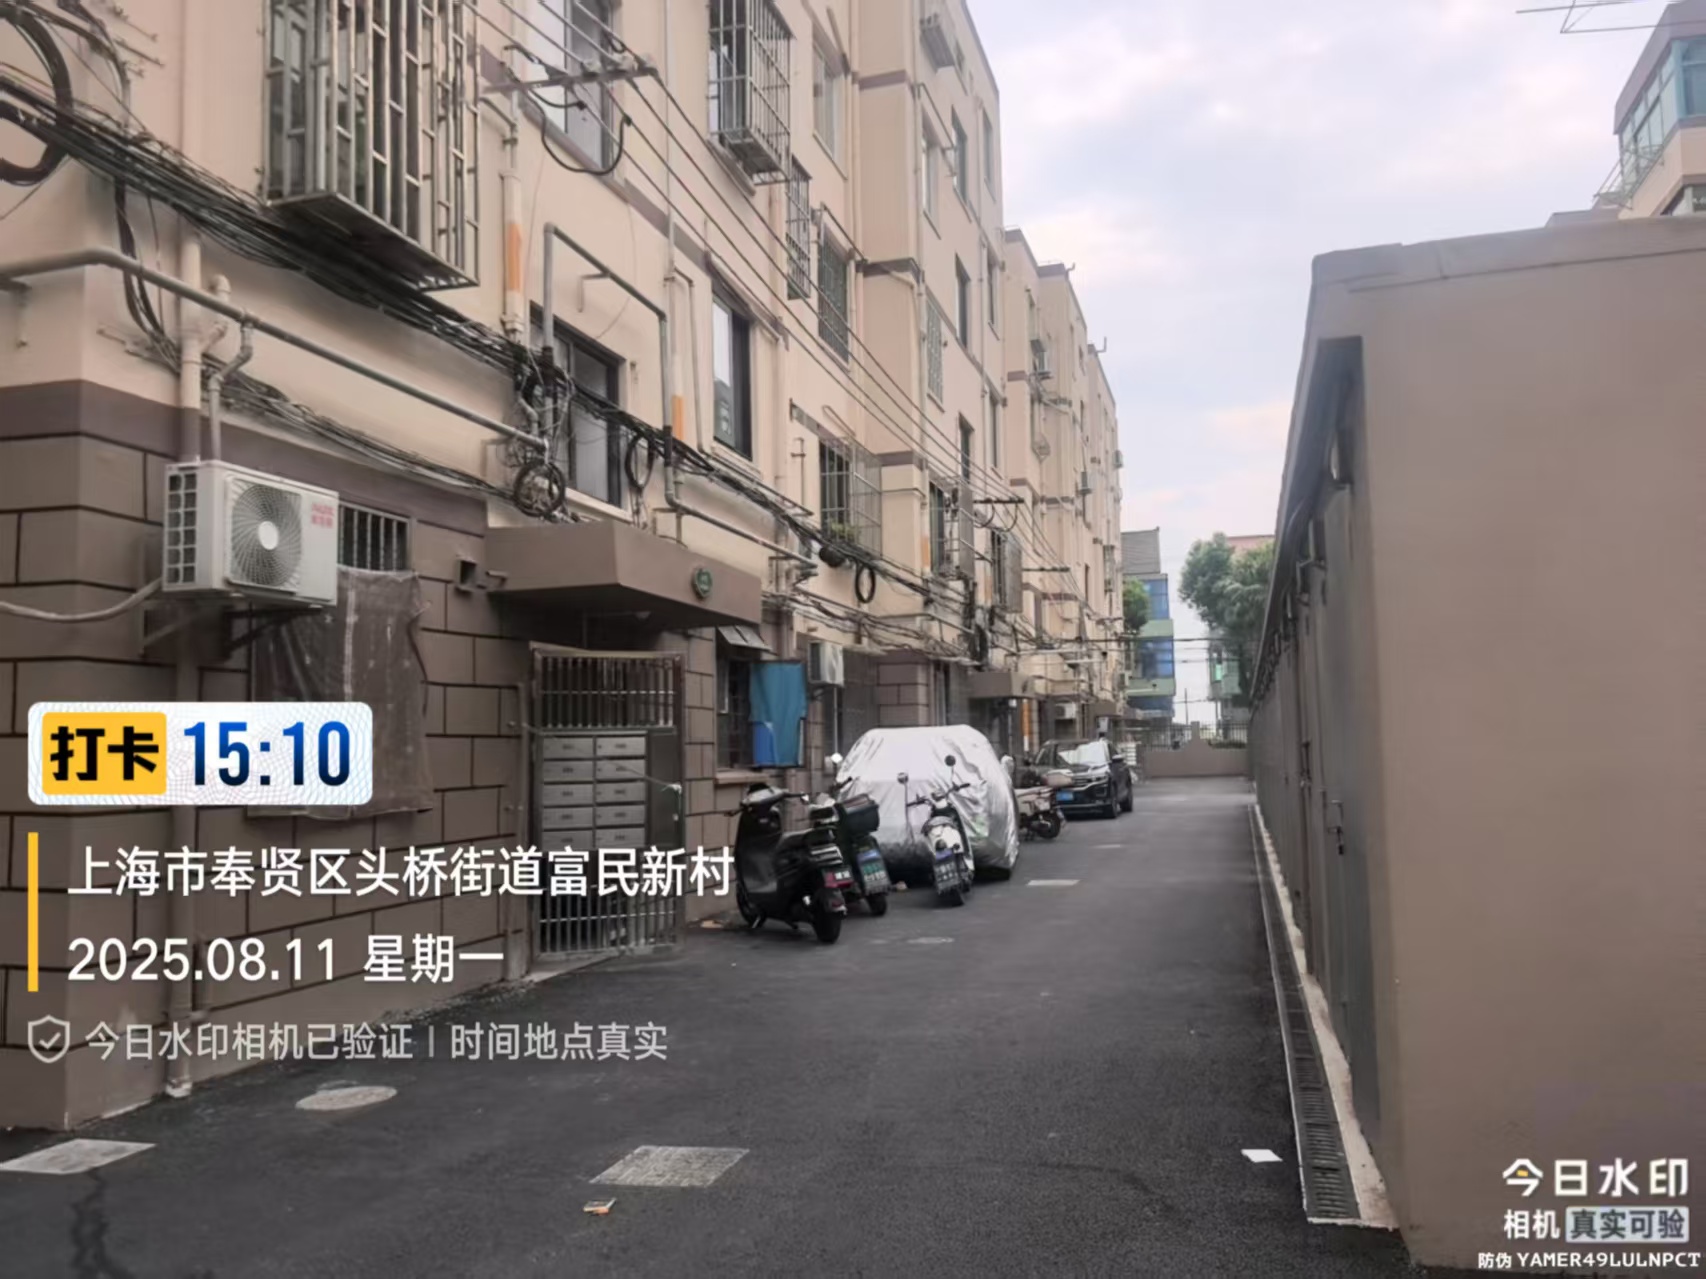 打卡 15:10
上海市奉贤区头桥街道富民新村
2025.08.11 星期一
今日水印相机已验证 | 时间地点真实
今日水印
相机 真实可验
防伪 YAMER49LULNPCT